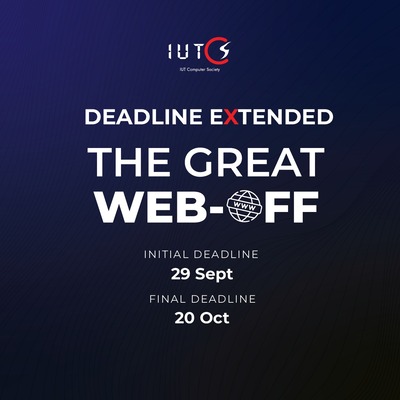 IUTCS
IUT Computer Society
DEADLINE EXTENDED
THE GREAT
WEB-OFF
WWW
INITIAL DEADLINE
29 Sept
FINAL DEADLINE
20 Oct